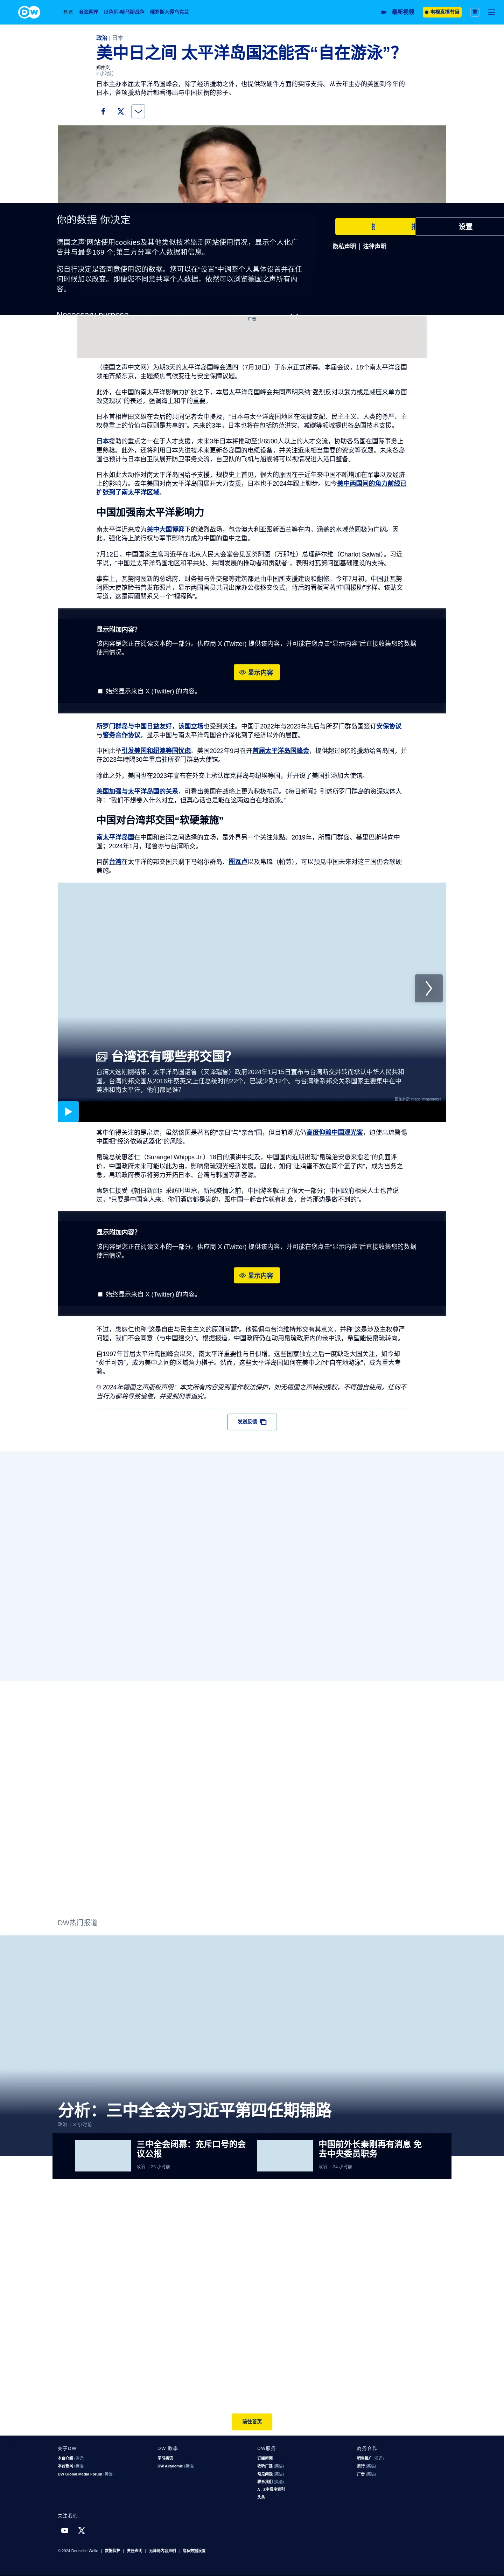 DW
焦点
台海局势
以色列-哈马斯战争
俄罗斯入侵乌克兰
最新视频
电视直播节目
繁
政治 | 日本
美中日之间 太平洋岛国还能否“自在游泳”？
郑仲岚
2 小时前
日本主办本届太平洋岛国峰会，除了经济援助之外，也提供软硬件方面的实际支持。从去年主办的美国到今年的
日本，各项援助背后都看得出与中国抗衡的影子。
你的数据 你决定
德国之声‘网站使用cookies及其他类似技术监测网站使用情况，显示个人化广
告并与最多169 个;第三方分享个人数据和信息。
您自行决定是否同意使用您的数据。您可以在“设置”中调整个人具体设置并在任
何时候加以改变。即便您不同意共享个人数据，依然可以浏览德国之声所有内
容。
Necessary purpose
设置
隐私声明 | 法律声明
广告
（德国之声中文网）为期3天的太平洋岛国峰会週四（7月18日）于东京正式闭幕。本届会议，18个南太平洋岛国
领袖齐聚东京，主题聚焦气候变迁与安全保障议题。
此外，在中国的南太平洋影响力扩张之下，本届太平洋岛国峰会共同声明采纳“强烈反对以武力或是威压来单方面
改变现状”的表述，强调海上和平的重要。
日本首相岸田文雄在会后的共同记者会中提及，“日本与太平洋岛国地区在法律支配、民主主义、人类的尊严，主
权尊重上的价值与原则是共享的”。未来的3年，日本也将在包括防范洪灾、减碳等领域提供各岛国技术支援。
日本援助的重点之一在于人才支援，未来3年日本将推动至少6500人以上的人才交流，协助各岛国在国际事务上
更熟稔。此外，还将利用日本先进技术来更新各岛国的电缆设备，并关注近来相当重要的资安等议题。未来各岛
国也预计与日本自卫队展开防卫事务交流，自卫队的飞机与船舰将可以视情况进入港口整备。
日本如此大动作对南太平洋岛国给予支援，规模史上首见，很大的原因在于近年来中国不断增加在军事以及经济
上的影响力。去年美国对南太平洋岛国展开大力支援，日本也于2024年跟上脚步。如今美中两国间的角力前线已
扩张到了南太平洋区域。
中国加强南太平洋影响力
南太平洋近来成为美中大国博弈下的激烈战场，包含澳大利亚跟新西兰等在内，涵盖的水域范围极为广阔。因
此，强化海上航行权与军事影响力成为中国的重中之重。
7月12日，中国国家主席习近平在北京人民大会堂会见瓦努阿图（万那杜）总理萨尔维（Charlot Salwai）。习近
平说，“中国是太平洋岛国地区和平共处、共同发展的推动者和贡献者”，表明对瓦努阿图基础建设的支持。
事实上，瓦努阿图新的总统府、财务部与外交部等建筑都是由中国所支援建设和翻修。今年7月初，中国驻瓦努
阿图大使馆脸书曾发布照片，显示两国官员共同出席办公楼移交仪式，背后的看板写著“中国援助”字样。该贴文
写道，这是兩國關系又一个“裡程碑”。
显示附加内容？
该内容是您正在阅读文本的一部分。供应商 X (Twitter) 提供该内容，并可能在您点击“显示内容”后直接收集您的数据
使用情况。
显示内容
始终显示来自 X (Twitter) 的内容。
所罗门群岛与中国日益友好，该国立场也受到关注。中国于2022年与2023年先后与所罗门群岛国签订安保协议
与警务合作协议，显示中国与南太平洋岛国合作深化到了经济以外的层面。
中国此举引发美国和纽澳等国忧虑。美国2022年9月召开首届太平洋岛国峰会，提供超过8亿的援助给各岛国，并
在2023年时隔30年重启驻所罗门群岛大使馆。
除此之外，美国也在2023年宣布在外交上承认库克群岛与纽埃等国，并开设了美国驻汤加大使馆。
美国加强与太平洋岛国的关系，可看出美国在战略上更为积极布局。《每日新闻》引述所罗门群岛的资深媒体人
称：“我们不想卷入什么对立，但真心话也是能在这两边自在地游泳。”
中国对台湾邦交国“软硬兼施”
南太平洋岛国在中国和台湾之间选择的立场，是外界另一个关注焦點。2019年，所羅门群岛、基里巴斯转向中
国；2024年1月，瑙鲁亦与台湾断交。
目前台湾在太平洋的邦交国只剩下马绍尔群岛、图瓦卢以及帛琉（帕劳），可以预见中国未来对这三国仍会软硬
兼施。
台湾还有哪些邦交国？
台湾大选刚刚结束，太平洋岛国诺鲁（又译瑙鲁）政府2024年1月15日宣布与台湾断交并转而承认中华人民共和
国。台湾的邦交国从2016年蔡英文上任总统时的22个，已减少到12个。与台湾维系邦交关系国家主要集中在中
美洲和南太平洋，他们都是谁？
图像来源: imago/imagebroker
其中值得关注的是帛琉，虽然该国是著名的“亲日”与“亲台”国，但目前观光仍高度仰赖中国观光客，迫使帛琉警惕
中国把“经济依赖武器化”的风险。
帛琉总统惠恕仁（Surangel Whipps Jr.）18日的演讲中提及，中国国内近期出现“帛琉治安愈来愈差”的负面评
价，中国政府未来可能以此为由，影响帛琉观光经济发展。因此，如何“让鸡蛋不放在同个篮子内”，成为当务之
急，帛琉政府表示将努力开拓日本、台湾与韩国等新客源。
惠恕仁接受《朝日新闻》采訪时坦承，新冠疫情之前，中国游客就占了很大一部分；中国政府相关人士也曾说
过，“只要是中国客人来、你们酒店都是满的，跟中国一起合作就有机会，台湾那边是做不到的”。
显示附加内容？
该内容是您正在阅读文本的一部分。供应商 X (Twitter) 提供该内容，并可能在您点击“显示内容”后直接收集您的数据
使用情况。
显示内容
始终显示来自 X (Twitter) 的内容。
不过，惠恕仁也称“这是自由与民主主义的原则问题”。他强调与台湾维持邦交有其意义，并称“这是涉及主权尊严
问题，我们不会同意（与中国建交）”。根据报道，中国政府仍在动用帛琉政府内的亲中派，希望能使帛琉转向。
自1997年首届太平洋岛国峰会以来，南太平洋重要性与日俱增。这些国家独立之后一度缺乏大国关注，如今却
“炙手可热”，成为美中之间的区域角力棋子。然而，这些太平洋岛国如何在美中之间“自在地游泳”，成为重大考
验。
© 2024年德国之声版权声明：本文所有内容受到著作权法保护，如无德国之声特别授权，不得擅自使用。任何不
当行为都将导致追偿，并受到刑事追究。
发送反馈
DW热门报道
分析：三中全会为习近平第四任期铺路
政治 | 3 小时前
三中全会闭幕：充斥口号的会
议公报
政治 | 23 小时前
中国前外长秦刚再有消息 免
去中央委员职务
政治 | 24 小时前
前往首页
关于DW
本台介绍 (英语)
本台新闻 (英语)
DW Global Media Forum (英语)
DW 教學
学习德语
DW Akademie (英语)
DW服务
订阅新闻
收听广播 (英语)
常见问题 (英语)
联系我们 (英语)
A - Z字母序索引
头条
商务合作
销售推广 (英语)
旅行 (英语)
广告 (英语)
关注我们
© 2024 Deutsche Welle | 数据保护 | 责任声明 | 无障碍内容声明 | 隐私数据设置